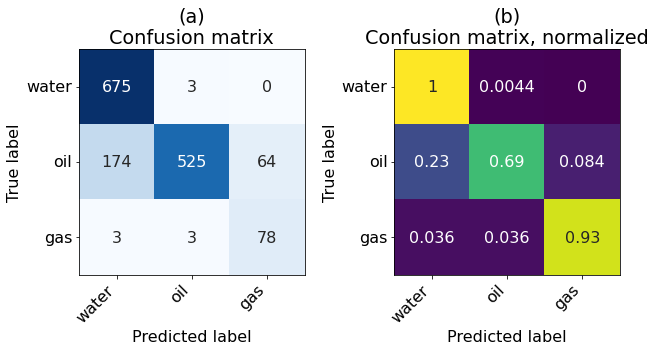 (a)
Confusion matrix
water 675 3 0
oil 174 525 64
gas 3 3 78
True label
water oil gas
Predicted label
(b)
Confusion matrix, normalized
water 1 0.0044 0
oil 0.23 0.69 0.084
gas 0.036 0.036 0.93
True label
water oil gas
Predicted label